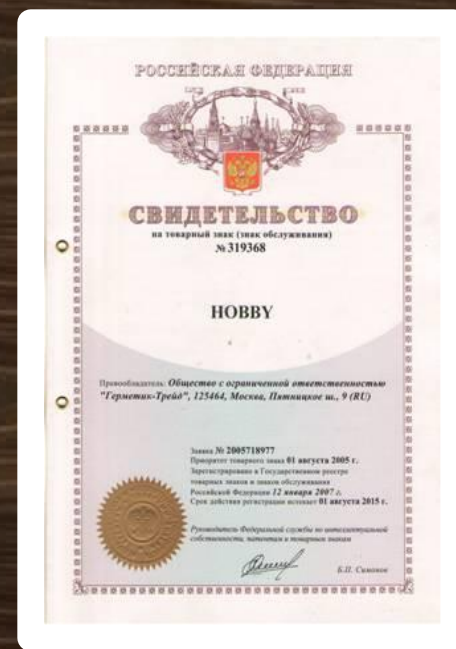 РОССИЙСКАЯ ФЕДЕРАЦИЯ
СВИДЕТЕЛЬСТВО
на товарный знак (знак обслуживания)
№ 319368
HOBBY
Правообладатель: Общество с ограниченной ответственностью
"Герметик-Трейд", 125464, Москва, Пятницкое ш., 9 (RU)
Заявка № 2005718977
Приоритет товарного знака 01 августа 2005 г.
Зарегистрировано в Государственном реестре
товарных знаков и знаков обслуживания
Российской Федерации 12 января 2007 г.
Срок действия регистрации истекает 01 августа 2015 г.
Руководитель Федеральной службы по интеллектуальной
собственности, патентам и товарным знакам
Б.П. Симонов